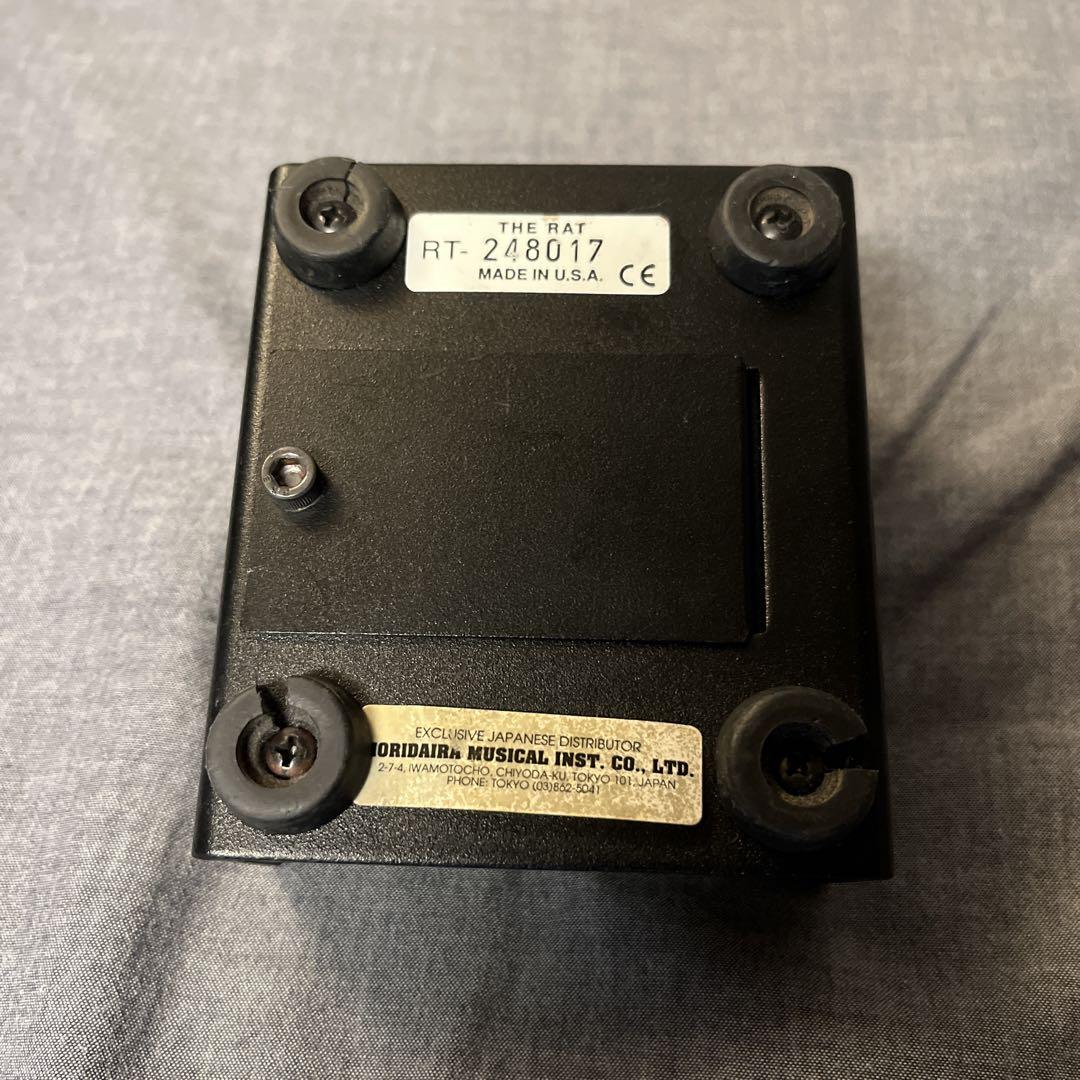 THE RAT
RT- 248017
MADE IN U.S.A. CE
EXCLUSIVE JAPANESE DISTRIBUTOR
MORIDAIRA MUSICAL INST. CO., LTD.
2-7-4, IWAMOTOCHO, CHIYODA-KU, TOKYO 101, JAPAN
PHONE: TOKYO (03)862-5041